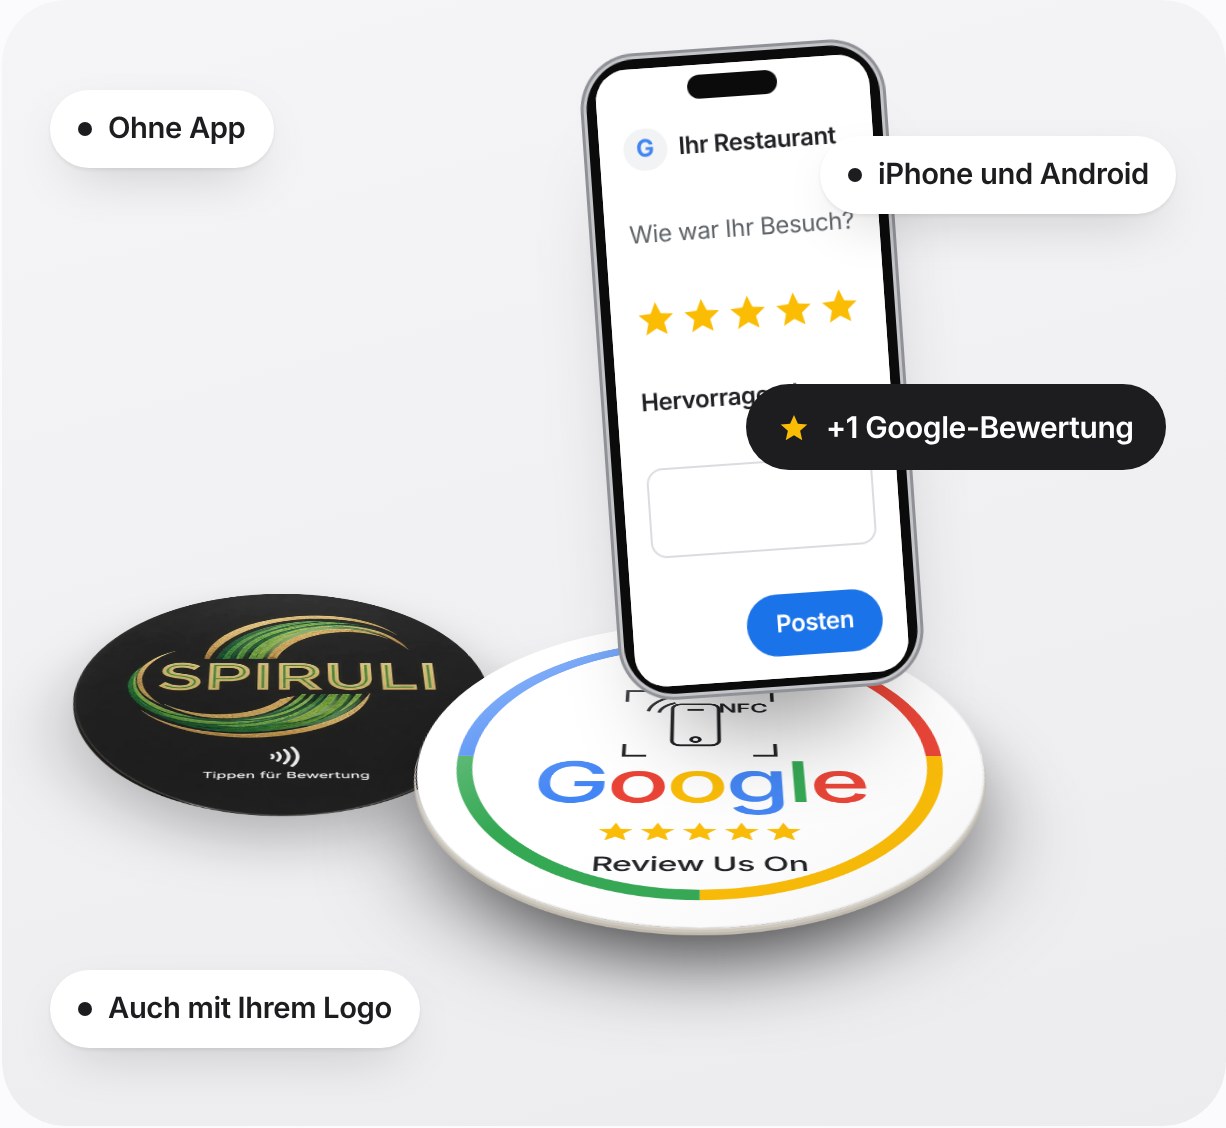 Ohne App
G Ihr Restaurant
iPhone und Android
Wie war Ihr Besuch?
+1 Google-Bewertung
Posten
SPIRULI
Tippen für Bewertung
NFC
Google
Review Us On
Auch mit Ihrem Logo